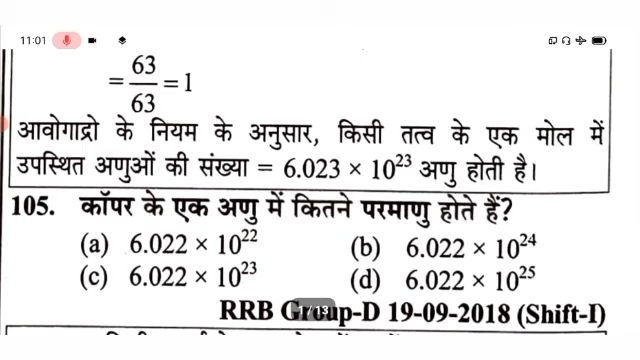 11:01
= 63/63 = 1
आवोगाद्रो के नियम के अनुसार, किसी तत्व के एक मोल में
उपस्थित अणुओं की संख्या = 6.023 × 10²³ अणु होती है।
105. कॉपर के एक अणु में कितने परमाणु होते हैं?
(a) 6.022 × 10²² (b) 6.022 × 10²⁴
(c) 6.022 × 10²³ (d) 6.022 × 10²⁵
1/13
RRB Group-D 19-09-2018 (Shift-I)